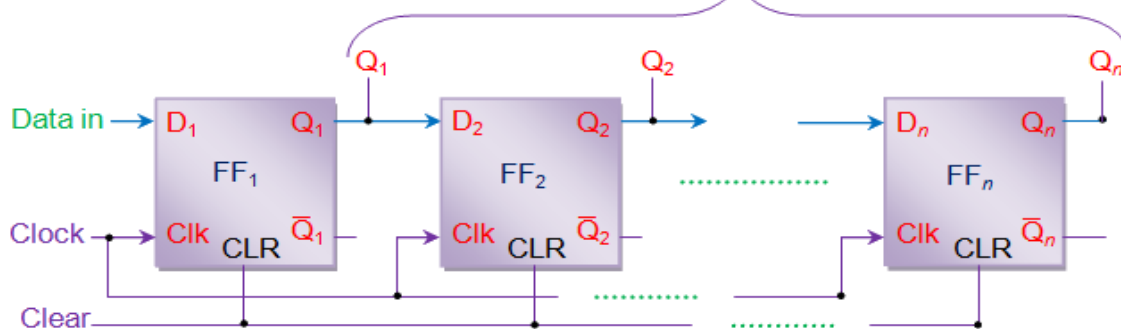 Q₁ Q₂ Qₙ
Data in D₁ Q₁ D₂ Q₂ Dₙ Qₙ
FF₁ FF₂ FFₙ
Clock Clk Q̅₁ Clk Q̅₂ Clk Q̅ₙ
CLR CLR CLR
Clear